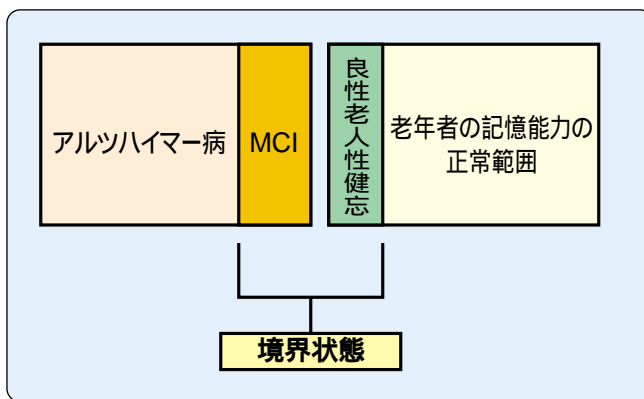 アルツハイマー病
MCI
良性老人性健忘
老年者の記憶能力の
正常範囲
境界状態